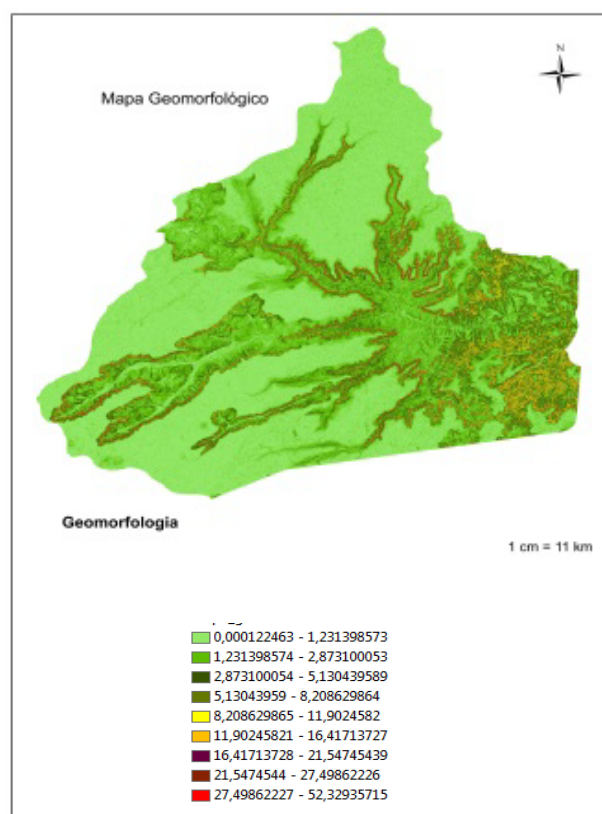 N
Mapa Geomorfológico
Geomorfologia
1 cm = 11 km
0,000122463 - 1,231398573
1,231398574 - 2,873100053
2,873100054 - 5,130439589
5,13043959 - 8,208629864
8,208629865 - 11,9024582
11,90245821 - 16,41713727
16,41713728 - 21,54745439
21,5474544 - 27,49862226
27,49862227 - 52,32935715